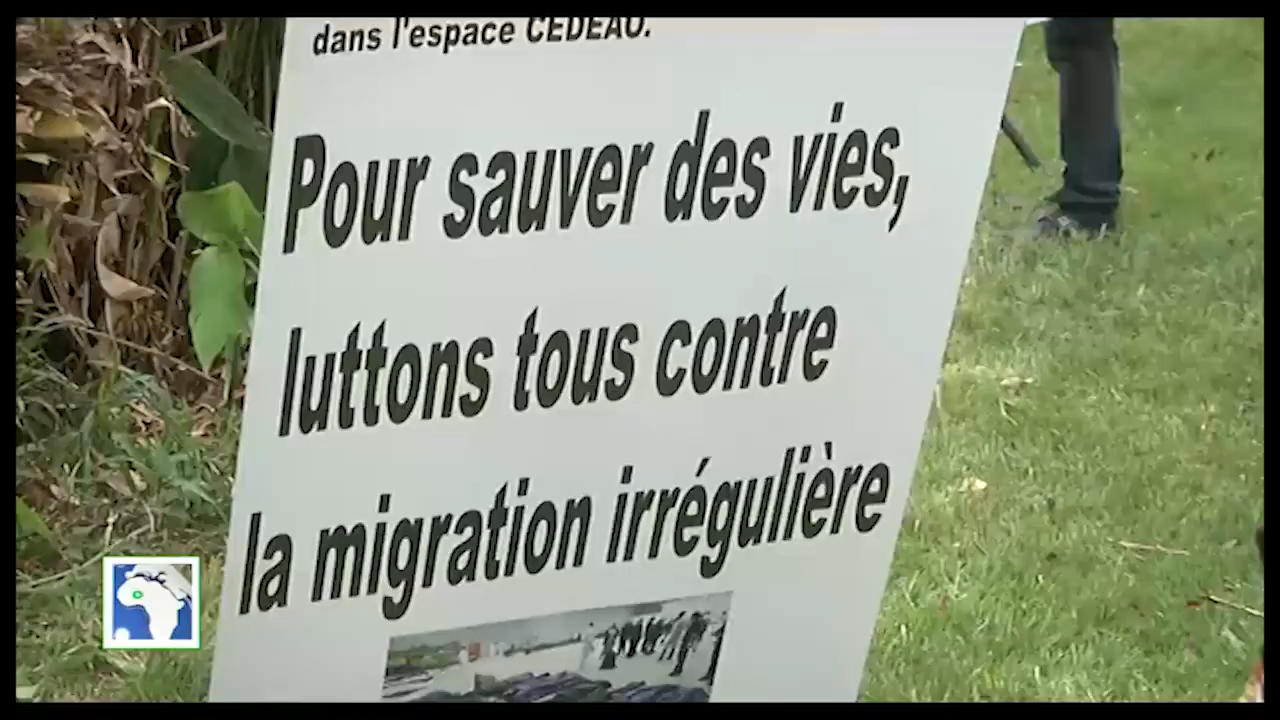 dans l'espace CEDEAO.
Pour sauver des vies,
luttons tous contre
la migration irrégulière